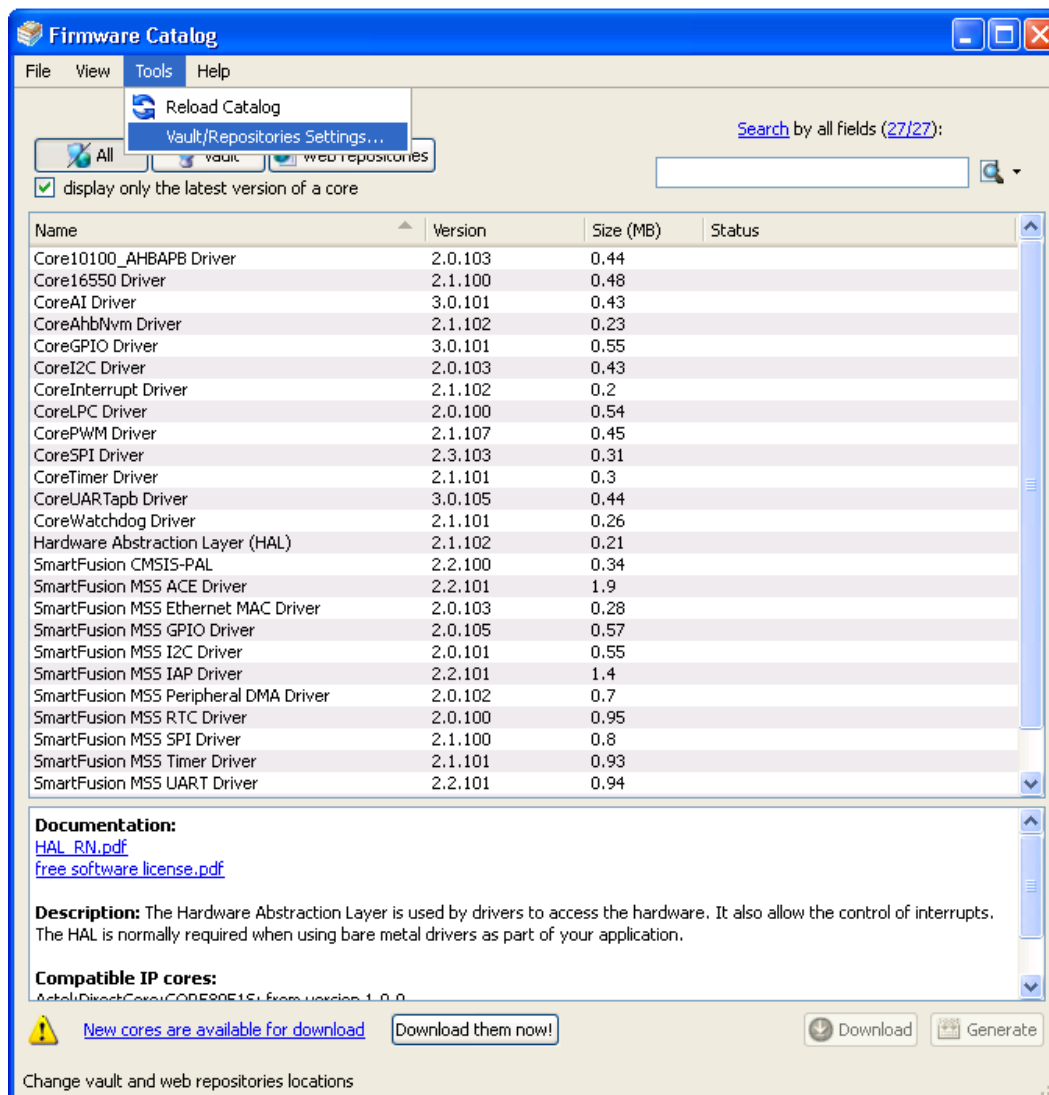 Firmware Catalog
File View Tools Help
Reload Catalog
Vault/Repositories Settings...
Search by all fields (27/27):
All Vault Web repositories
display only the latest version of a core
Name Version Size (MB) Status
Core10100_AHBAPB Driver 2.0.103 0.44
Core16550 Driver 2.1.100 0.48
CoreAI Driver 3.0.101 0.43
CoreAhbNvm Driver 2.1.102 0.23
CoreGPIO Driver 3.0.101 0.55
CoreI2C Driver 2.0.103 0.43
CoreInterrupt Driver 2.1.102 0.2
CoreLPC Driver 2.0.100 0.54
CorePWM Driver 2.1.107 0.45
CoreSPI Driver 2.3.103 0.31
CoreTimer Driver 2.1.101 0.3
CoreUARTapb Driver 3.0.105 0.44
CoreWatchdog Driver 2.1.101 0.26
Hardware Abstraction Layer (HAL) 2.1.102 0.21
SmartFusion CMSIS-PAL 2.2.100 0.34
SmartFusion MSS ACE Driver 2.2.101 1.9
SmartFusion MSS Ethernet MAC Driver 2.0.103 0.28
SmartFusion MSS GPIO Driver 2.0.105 0.57
SmartFusion MSS I2C Driver 2.0.101 0.55
SmartFusion MSS IAP Driver 2.2.101 1.4
SmartFusion MSS Peripheral DMA Driver 2.0.102 0.7
SmartFusion MSS RTC Driver 2.0.100 0.95
SmartFusion MSS SPI Driver 2.1.100 0.8
SmartFusion MSS Timer Driver 2.1.101 0.93
SmartFusion MSS UART Driver 2.2.101 0.94
Documentation:
HAL_RN.pdf
free software license.pdf
Description: The Hardware Abstraction Layer is used by drivers to access the hardware. It also allow the control of interrupts.
The HAL is normally required when using bare metal drivers as part of your application.
Compatible IP cores:
New cores are available for download Download them now! Download Generate
Change vault and web repositories locations